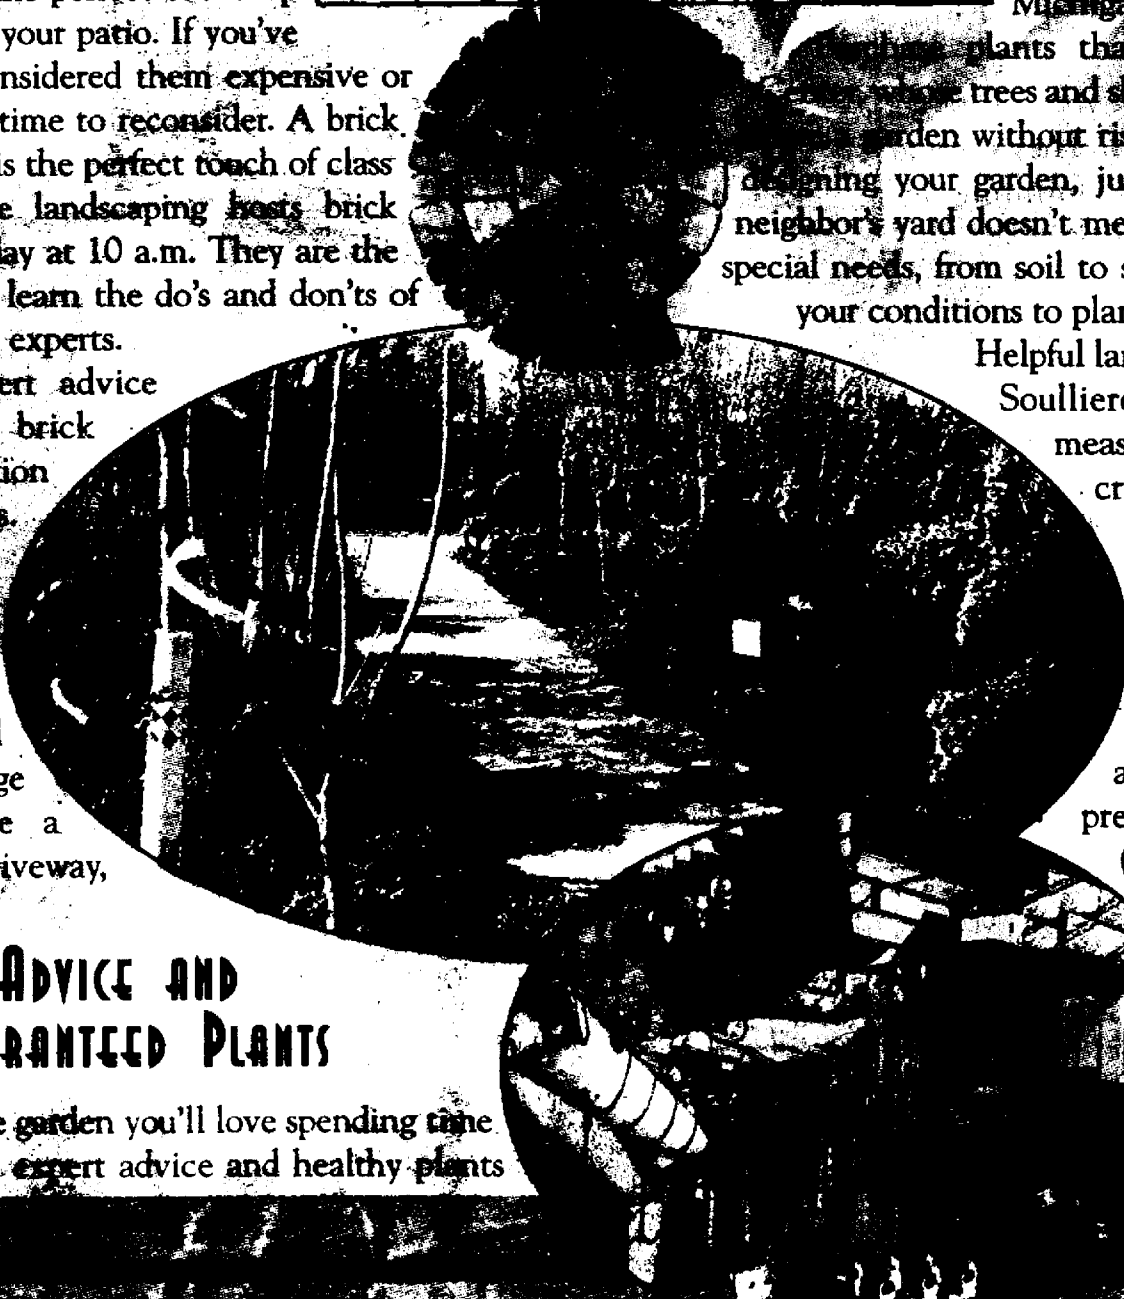 your patio. If you've
nsidered them expensive or
time to reconsider. A brick
is the perfect touch of class
e landscaping hosts brick
ay at 10 a.m. They are the
learn the do's and don'ts of
experts.
ert advice
brick
ion
s.
ge
e a
iveway,
ADVICE AND
RANTEED PLANTS
e garden you'll love spending time
expert advice and healthy plants
plants tha
trees and s
garden without ris
designing your garden, ju
neighbor's yard doesn't me
special needs, from soil to s
your conditions to plan
Helpful la
Soulliere
meas
cr
a
pre